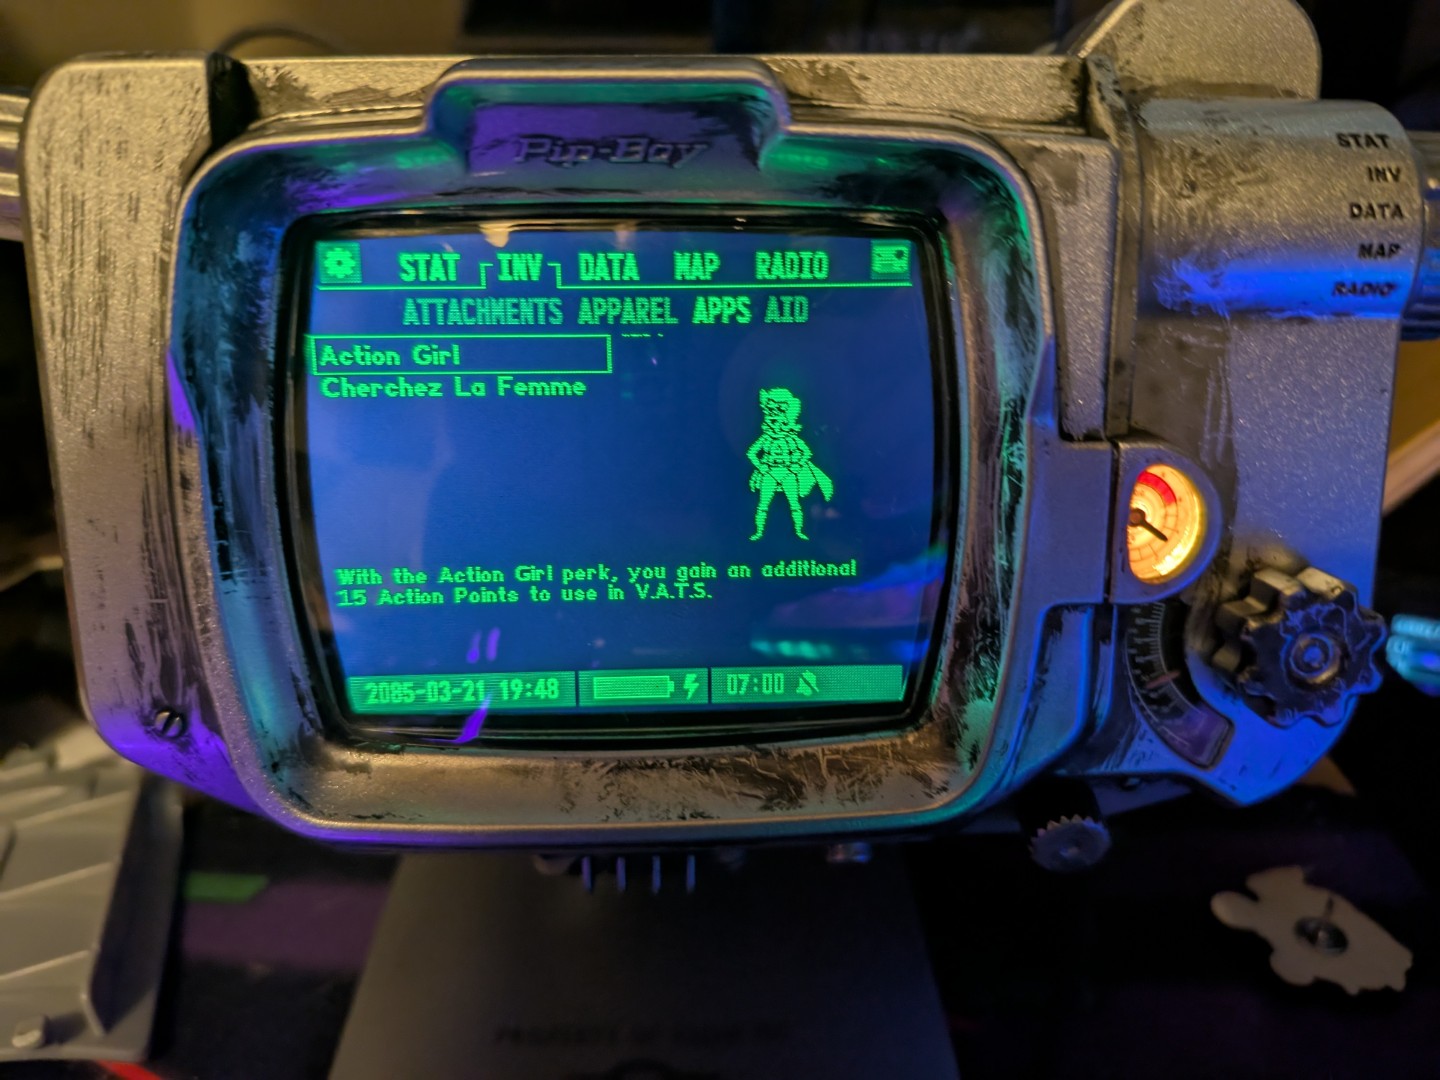 Pip-Boy
STAT INV DATA MAP RADIO
ATTACHMENTS APPAREL APPS AID
Action Girl
Cherchez La Femme
With the Action Girl perk, you gain an additional
15 Action Points to use in V.A.T.S.
2085-03-21 19:48
07:00
STAT
INV
DATA
MAP
RADIO
PROPERTY OF